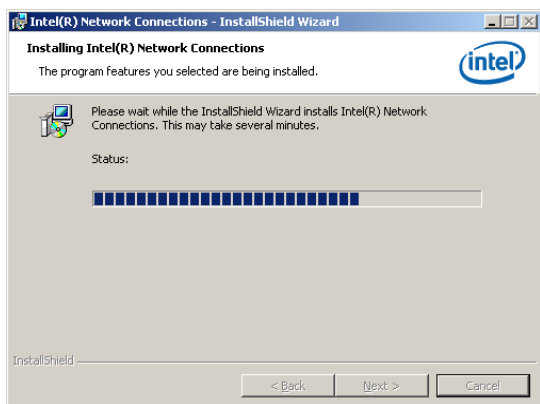 Intel(R) Network Connections - InstallShield Wizard
Installing Intel(R) Network Connections
The program features you selected are being installed.
intel
Please wait while the InstallShield Wizard installs Intel(R) Network
Connections. This may take several minutes.
Status:
InstallShield
< Back
Next >
Cancel